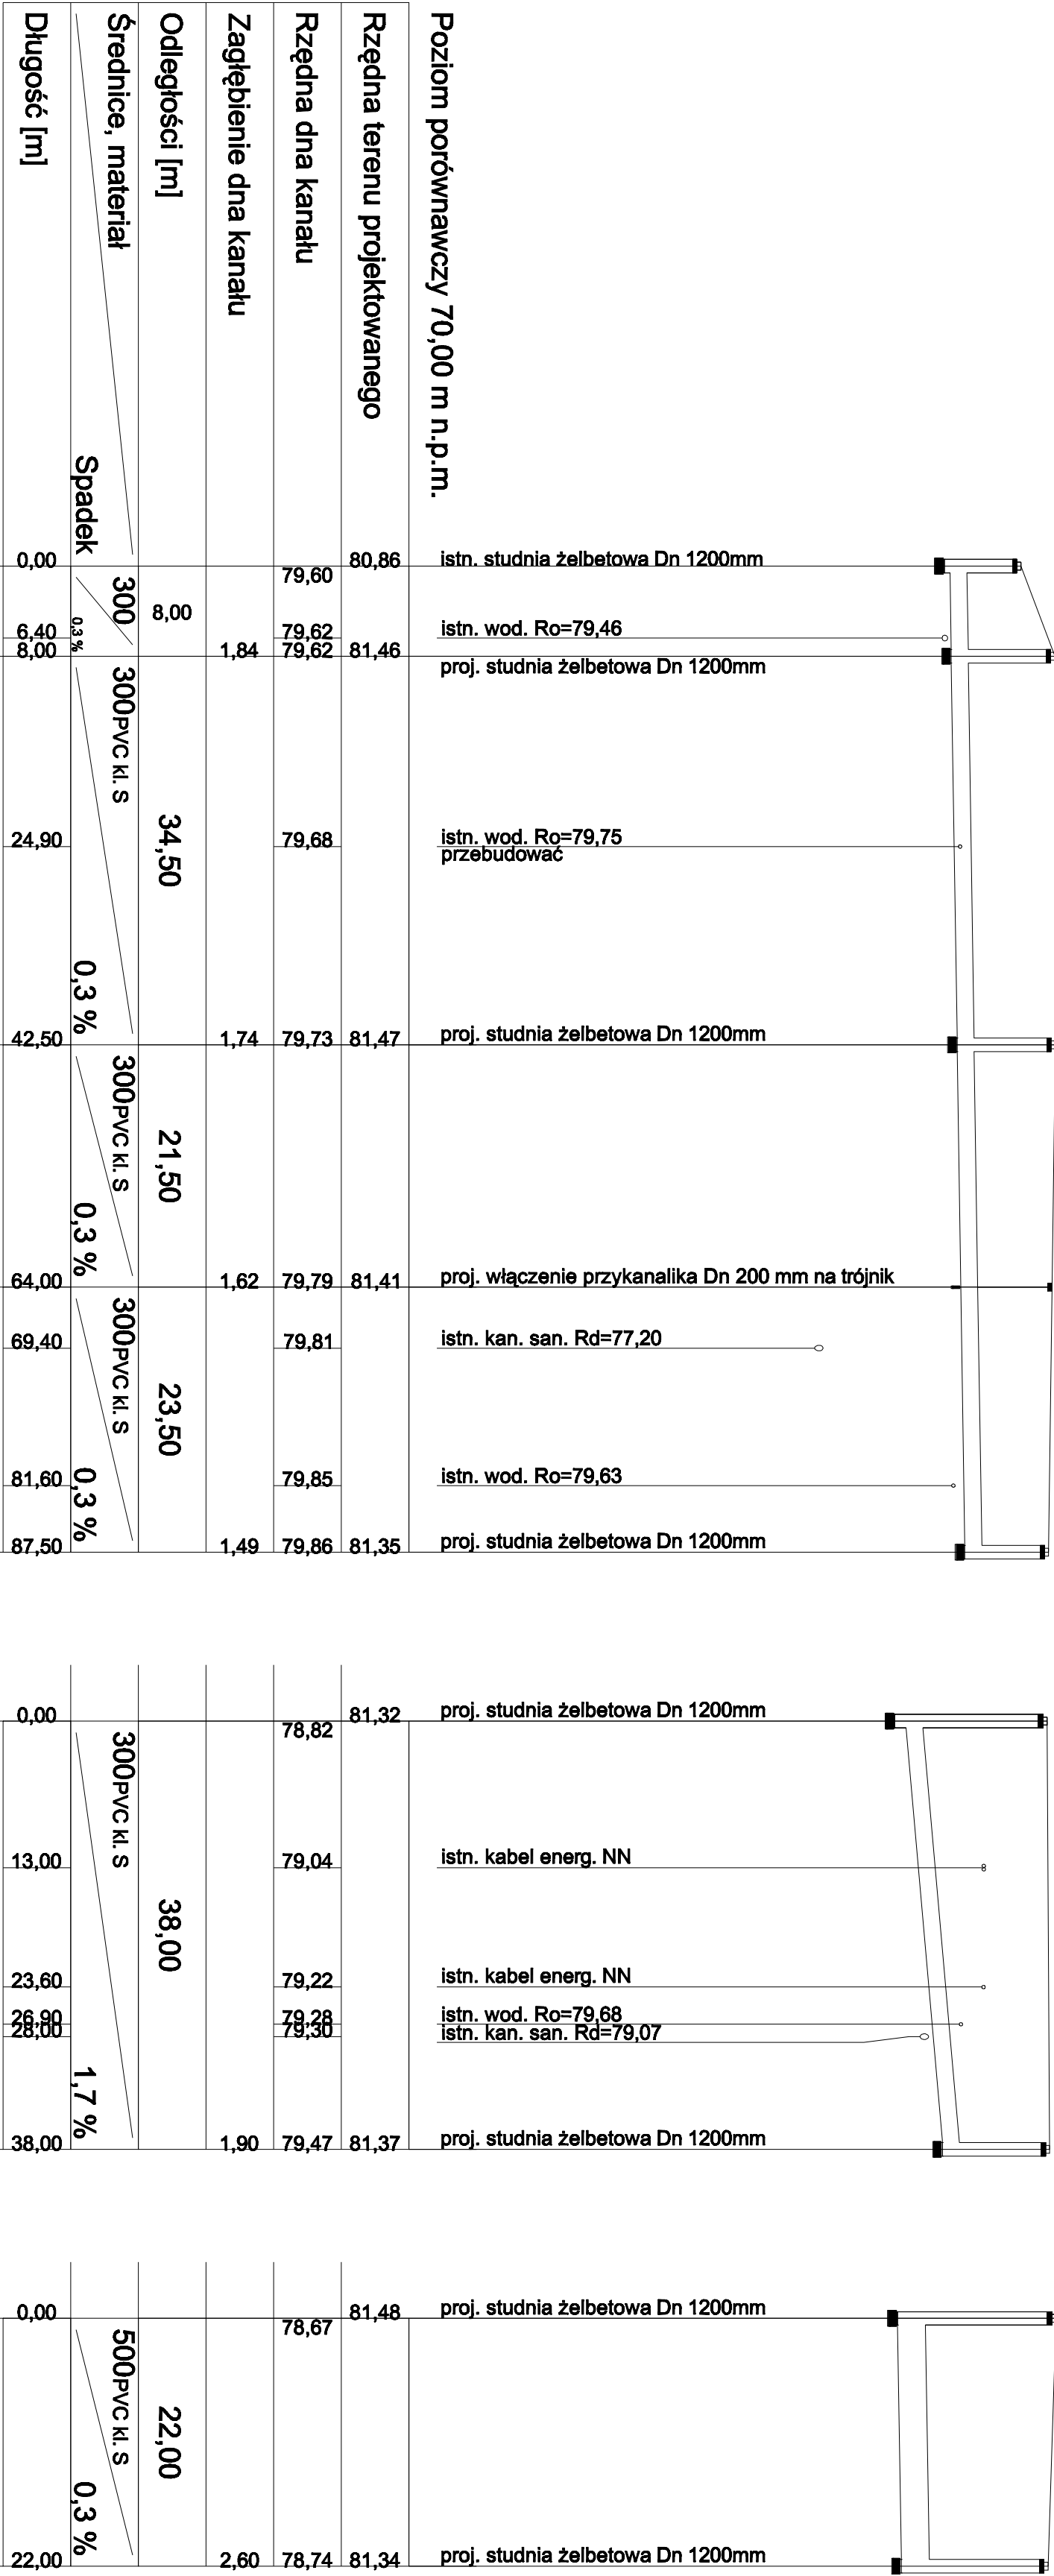 Poziom porównawczy 70,00 m n.p.m.
Rzędna terenu projektowanego
Rzędna dna kanału
Zagłębienie dna kanału
Odległości [m]
Średnice, materiał
Spadek
Długość [m]
istn. studnia żelbetowa Dn 1200mm
80,86
79,60
0,00
300
8,00
0,3 %
istn. wod. Ro=79,46
79,62
6,40
proj. studnia żelbetowa Dn 1200mm
81,46
79,62
1,84
8,00
300PVC kl. S
34,50
0,3 %
istn. wod. Ro=79,75
przebudować
79,68
24,90
proj. studnia żelbetowa Dn 1200mm
81,47
79,73
1,74
42,50
300PVC kl. S
21,50
0,3 %
proj. włączenie przykanalika Dn 200 mm na trójnik
81,41
79,79
1,62
64,00
300PVC kl. S
23,50
0,3 %
istn. kan. san. Rd=77,20
79,81
69,40
istn. wod. Ro=79,63
79,85
81,60
proj. studnia żelbetowa Dn 1200mm
81,35
79,86
1,49
87,50
proj. studnia żelbetowa Dn 1200mm
81,32
78,82
0,00
300PVC kl. S
38,00
1,7 %
istn. kabel energ. NN
79,04
13,00
istn. kabel energ. NN
79,22
23,60
istn. wod. Ro=79,68
79,28
26,90
istn. kan. san. Rd=79,07
79,30
28,00
proj. studnia żelbetowa Dn 1200mm
81,37
79,47
1,90
38,00
proj. studnia żelbetowa Dn 1200mm
81,48
78,67
0,00
500PVC kl. S
22,00
0,3 %
proj. studnia żelbetowa Dn 1200mm
81,34
78,74
2,60
22,00